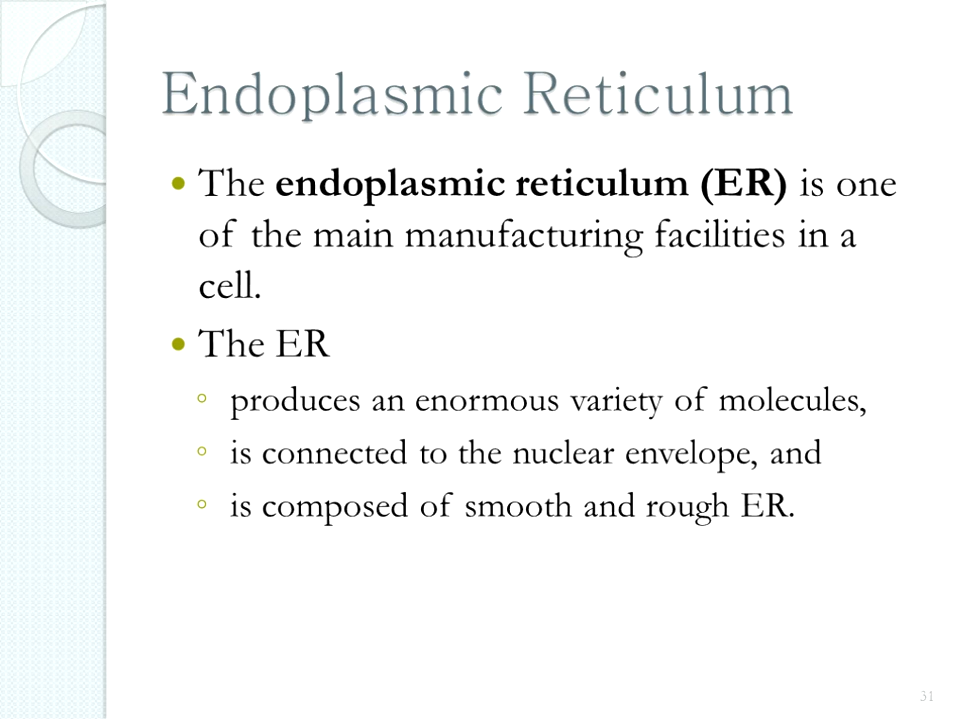 Endoplasmic Reticulum
• The endoplasmic reticulum (ER) is one
of the main manufacturing facilities in a
cell.
• The ER
◦ produces an enormous variety of molecules,
◦ is connected to the nuclear envelope, and
◦ is composed of smooth and rough ER.
31